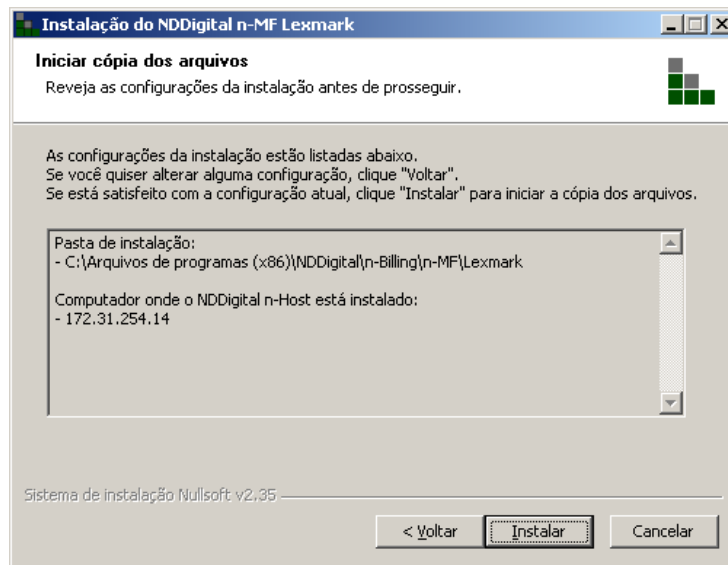 Instalação do NDDigital n-MF Lexmark
Iniciar cópia dos arquivos
Reveja as configurações da instalação antes de prosseguir.
As configurações da instalação estão listadas abaixo.
Se você quiser alterar alguma configuração, clique "Voltar".
Se está satisfeito com a configuração atual, clique "Instalar" para iniciar a cópia dos arquivos.
Pasta de instalação:
- C:\Arquivos de programas (x86)\NDDigital\n-Billing\n-MF\Lexmark
Computador onde o NDDigital n-Host está instalado:
- 172.31.254.14
Sistema de instalação Nullsoft v2.35
< Voltar Instalar Cancelar